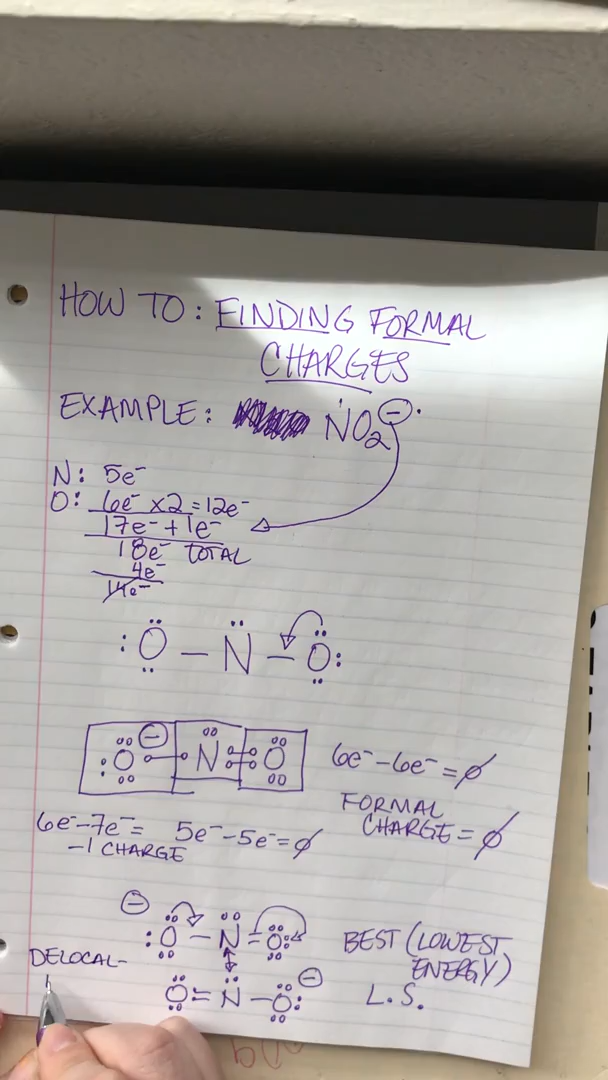 HOW TO: FINDING FORMAL
CHARGES
EXAMPLE: NO2⊖
N: 5e⁻
O: 6e⁻ x2 = 12e⁻
17e⁻ + 1e⁻
18e⁻ TOTAL
4e⁻
14e⁻
:O — N — O:
:O⊖ N O 6e⁻ - 6e⁻ = ∅
FORMAL
CHARGE = ∅
6e⁻ - 7e⁻ = 5e⁻ - 5e⁻ = ∅
-1 CHARGE
⊖
:O — N = O: BEST (LOWEST
ENERGY)
DELOCAL-
O = N — O: ⊖ L.S.